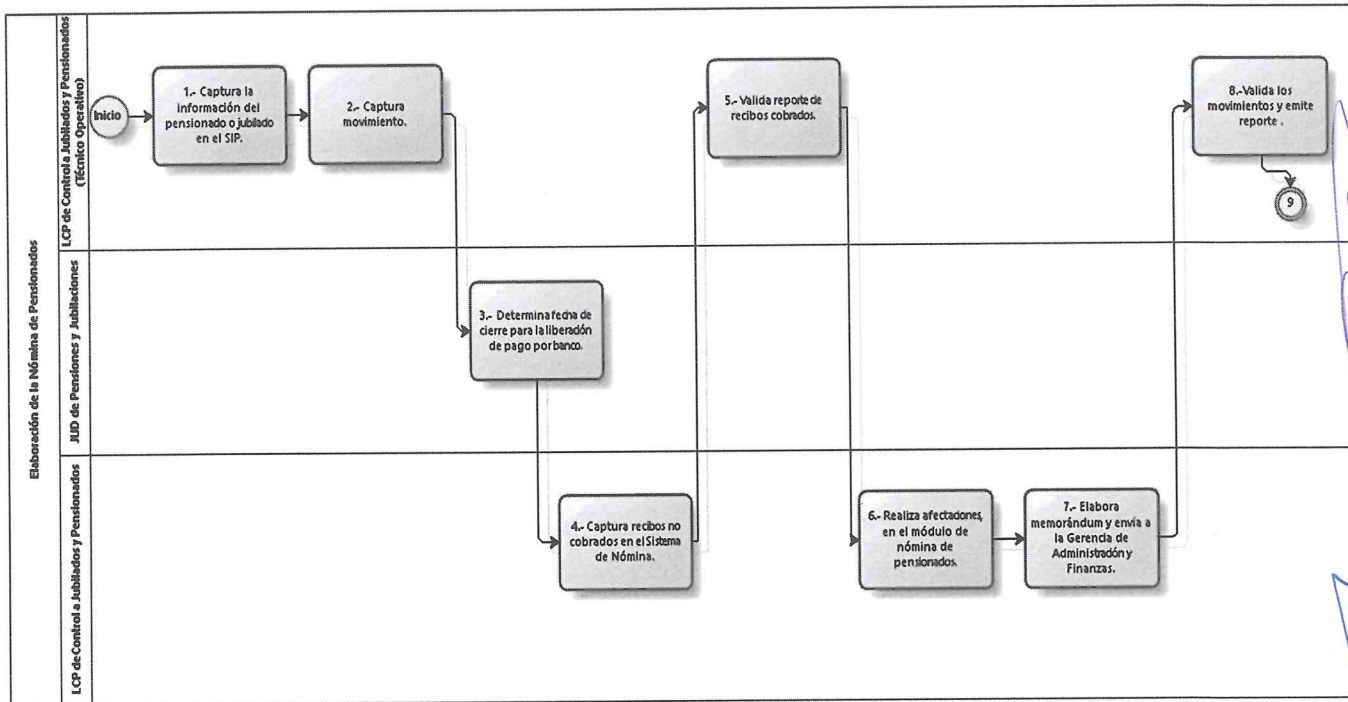 Elaboración de la Nómina de Pensionados
LCP de Control a Jubilados y Pensionados
(Técnico Operativo)
Inicio
1.- Captura la
información del
pensionado o jubilado
en el SIP.
2.- Captura
movimiento.
5.- Valida reporte de
recibos cobrados.
8.-Valida los
movimientos y emite
reporte .
9
JUD de Pensiones y Jubilaciones
3.- Determina fecha de
cierre para la liberación
de pago por banco.
LCP de Control a Jubilados y Pensionados
4.- Captura recibos no
cobrados en el Sistema
de Nómina.
6.- Realiza afectaciones,
en el módulo de
nómina de
pensionados.
7.- Elabora
memorándum y envía a
la Gerencia de
Administración y
Finanzas.